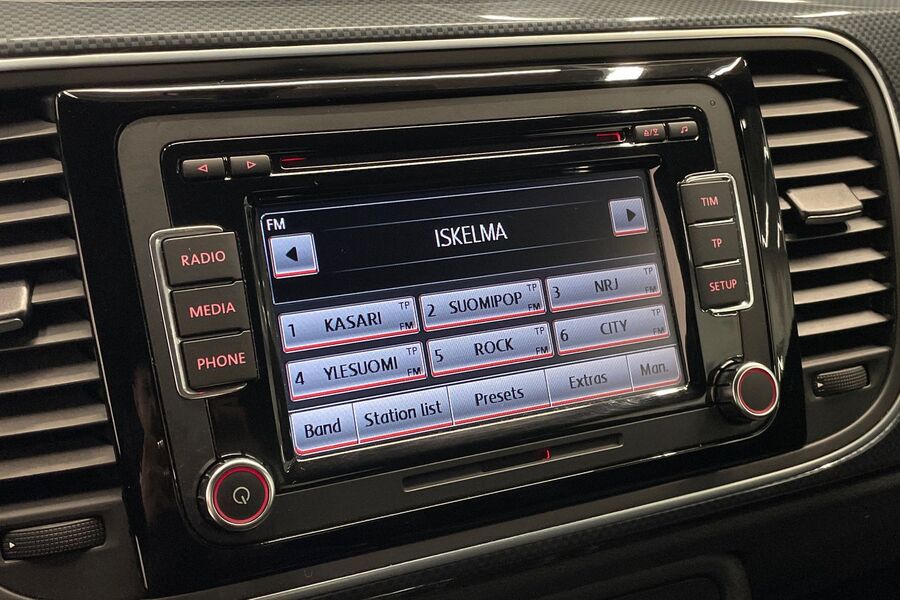 RADIO
MEDIA
PHONE
FM
ISKELMA
1 KASARI TP FM
2 SUOMIPOP TP FM
3 NRJ TP FM
4 YLESUOMI TP FM
5 ROCK TP FM
6 CITY TP FM
Band Station list Presets Extras Man.
TIM
TP
SETUP